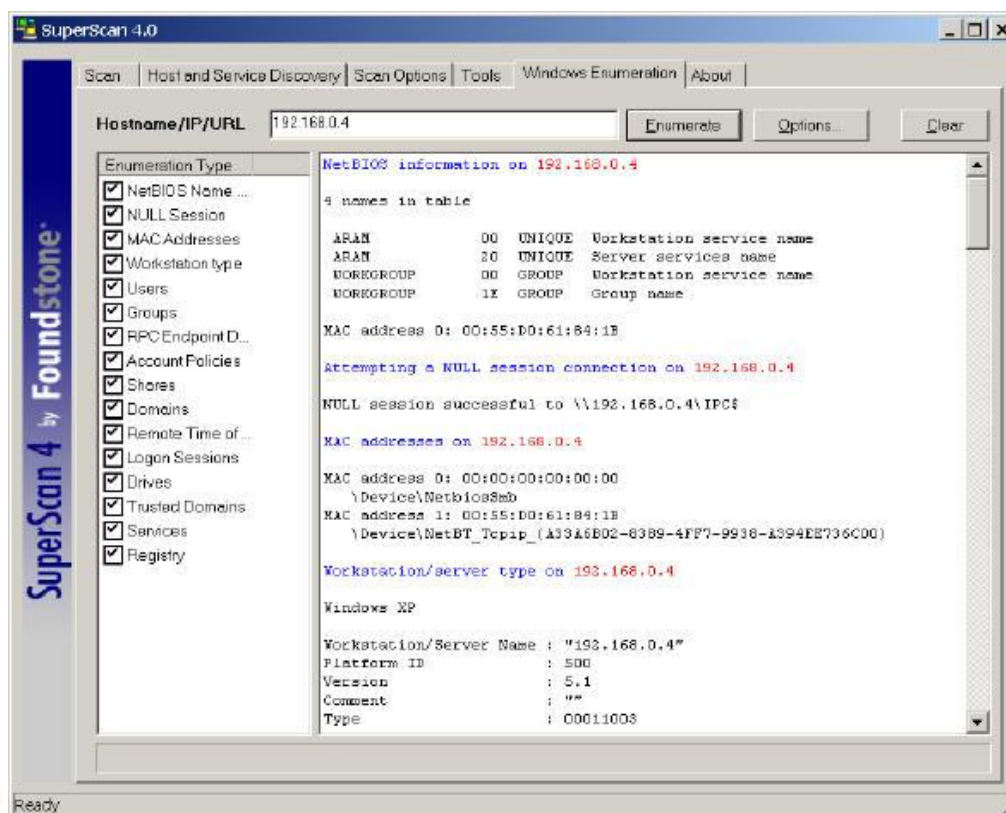 SuperScan 4.0
Scan
Host and Service Discovery
Scan Options
Tools
Windows Enumeration
About
Hostname/IP/URL
192.168.0.4
Enumerate
Options...
Clear
Enumeration Type
NetBIOS Name ...
NULL Session
MAC Addresses
Workstation type
Users
Groups
RPC Endpoint D...
Account Policies
Shares
Domains
Remote Time of ...
Logon Sessions
Drives
Trusted Domains
Services
Registry
NetBIOS information on 192.168.0.4
4 names in table
ARAM 00 UNIQUE Workstation service name
ARAM 20 UNIQUE Server services name
WORKGROUP 00 GROUP Workstation service name
WORKGROUP 1E GROUP Group name
MAC address 0: 00:55:D0:61:84:1B
Attempting a NULL session connection on 192.168.0.4
NULL session successful to \\192.168.0.4\IPC$
MAC addresses on 192.168.0.4
MAC address 0: 00:00:00:00:00:00
\Device\NetbiosSmb
MAC address 1: 00:55:D0:61:84:1B
\Device\NetBT_Tcpip_{A33A6B02-8389-4FF7-9938-A394EE736C00}
Workstation/server type on 192.168.0.4
Windows XP
Workstation/Server Name : "192.168.0.4"
Platform ID : 500
Version : 5.1
Comment : ""
Type : 00011003
SuperScan 4 by Foundstone
Ready